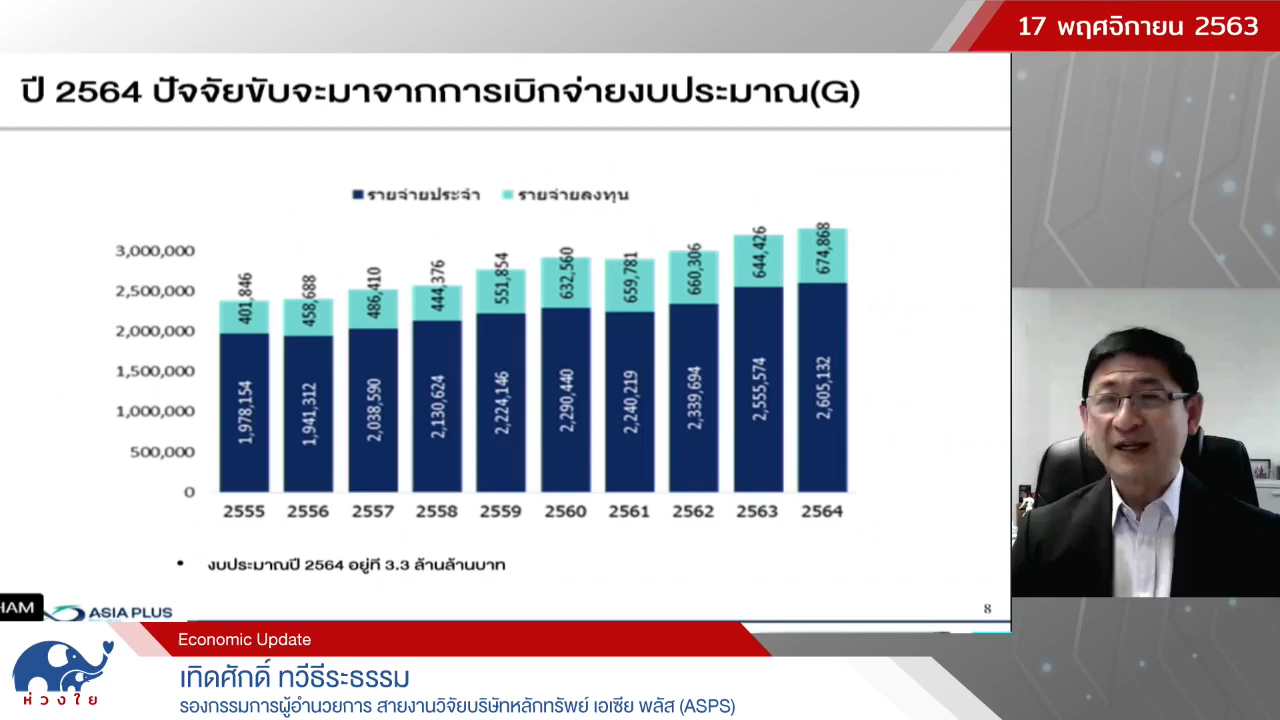 17 พฤศจิกายน 2563
ปี 2564 ปัจจัยขับจะมาจากการเบิกจ่ายงบประมาณ(G)
รายจ่ายประจำ รายจ่ายลงทุน
3,000,000
2,500,000
2,000,000
1,500,000
1,000,000
500,000
0
401,846 458,688 486,410 444,376 551,854 632,560 659,781 660,306 644,426 674,868
1,978,154 1,941,312 2,038,590 2,130,624 2,224,146 2,290,440 2,240,219 2,339,694 2,555,574 2,605,132
2555 2556 2557 2558 2559 2560 2561 2562 2563 2564
• งบประมาณปี 2564 อยู่ที่ 3.3 ล้านล้านบาท
HAM
ASIA PLUS
8
Economic Update
ห่วงใย
เทิดศักดิ์ ทวีธีระธรรม
รองกรรมการผู้อำนวยการ สายงานวิจัยบริษัทหลักทรัพย์ เอเซีย พลัส (ASPS)